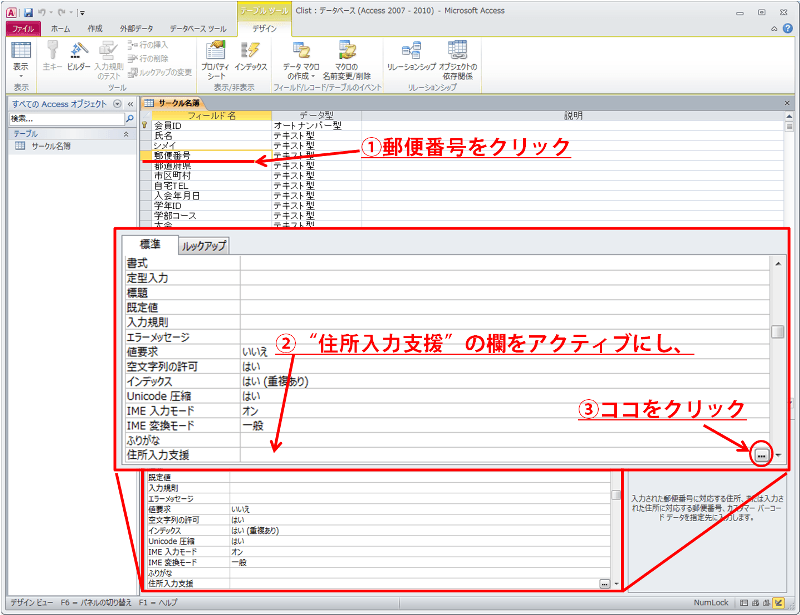 テーブル ツール
Clist : データベース (Access 2007 - 2010) - Microsoft Access
ファイル ホーム 作成 外部データ データベース ツール デザイン
表示
主キー
ビルダー
入力規則のテスト
行の挿入
行の削除
ルックアップの変更
プロパティ シート
インデックス
データ マクロの作成
マクロの名前変更/削除
リレーションシップ
オブジェクトの依存関係
表示 ツール 表示/非表示 フィールド/レコード/テーブルのイベント リレーションシップ
すべての Access オブジェクト
検索...
テーブル
サークル名簿
サークル名簿
フィールド名 データ型 説明
会員ID オートナンバー型
氏名 テキスト型
シメイ テキスト型
郵便番号 テキスト型
都道府県 テキスト型
市区町村 テキスト型
自宅TEL テキスト型
入会年月日 テキスト型
学年ID テキスト型
学部コース テキスト型
①郵便番号をクリック
標準 ルックアップ
書式
定型入力
標題
既定値
入力規則
エラーメッセージ
値要求 いいえ
空文字列の許可 はい
インデックス はい (重複あり)
Unicode 圧縮 はい
IME 入力モード オン
IME 変換モード 一般
ふりがな
住所入力支援
②“住所入力支援”の欄をアクティブにし、
③ココをクリック
既定値
入力規則
エラーメッセージ
値要求 いいえ
空文字列の許可 はい
インデックス はい (重複あり)
Unicode 圧縮 はい
IME 入力モード オン
IME 変換モード 一般
ふりがな
住所入力支援
入力された郵便番号に対応する住所、または入力さ
れた住所に対応する郵便番号、カスタマー バーコー
ド データを指定先に入力します。
デザイン ビュー F6 = パネルの切り替え F1 = ヘルプ
NumLock